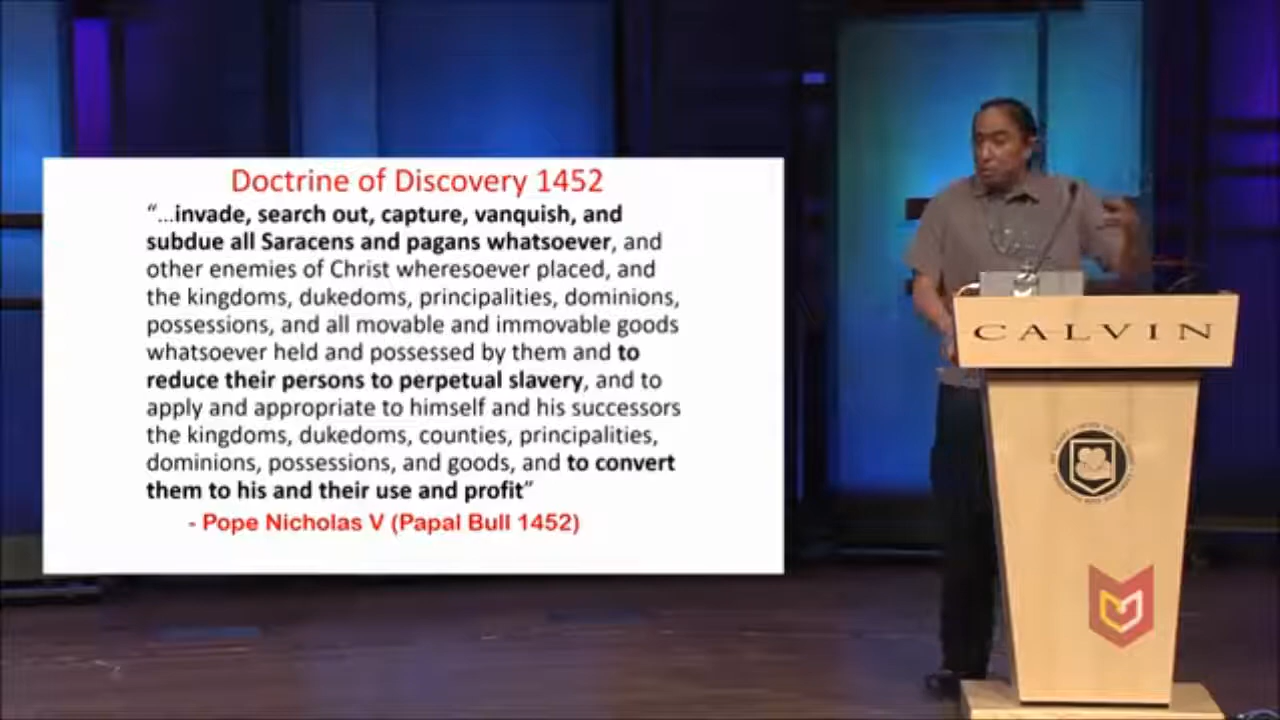 Doctrine of Discovery 1452
“...invade, search out, capture, vanquish, and
subdue all Saracens and pagans whatsoever, and
other enemies of Christ wheresoever placed, and
the kingdoms, dukedoms, principalities, dominions,
possessions, and all movable and immovable goods
whatsoever held and possessed by them and to
reduce their persons to perpetual slavery, and to
apply and appropriate to himself and his successors
the kingdoms, dukedoms, counties, principalities,
dominions, possessions, and goods, and to convert
them to his and their use and profit”
- Pope Nicholas V (Papal Bull 1452)
CALVIN